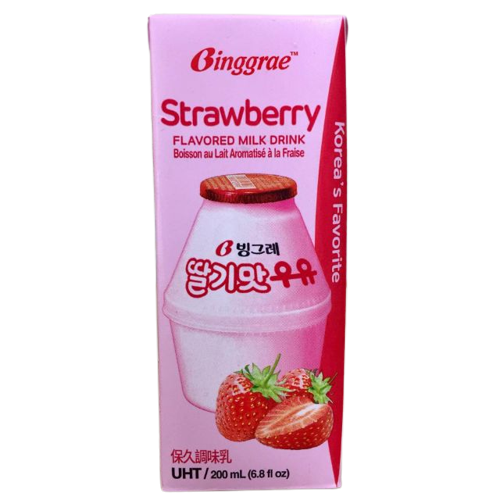 Binggrae™
Strawberry
FLAVORED MILK DRINK
Boisson au Lait Aromatisé à la Fraise
Korea's Favorite
B 빙그레
딸기맛우유
保久調味乳
UHT / 200 mL (6.8 fl oz)